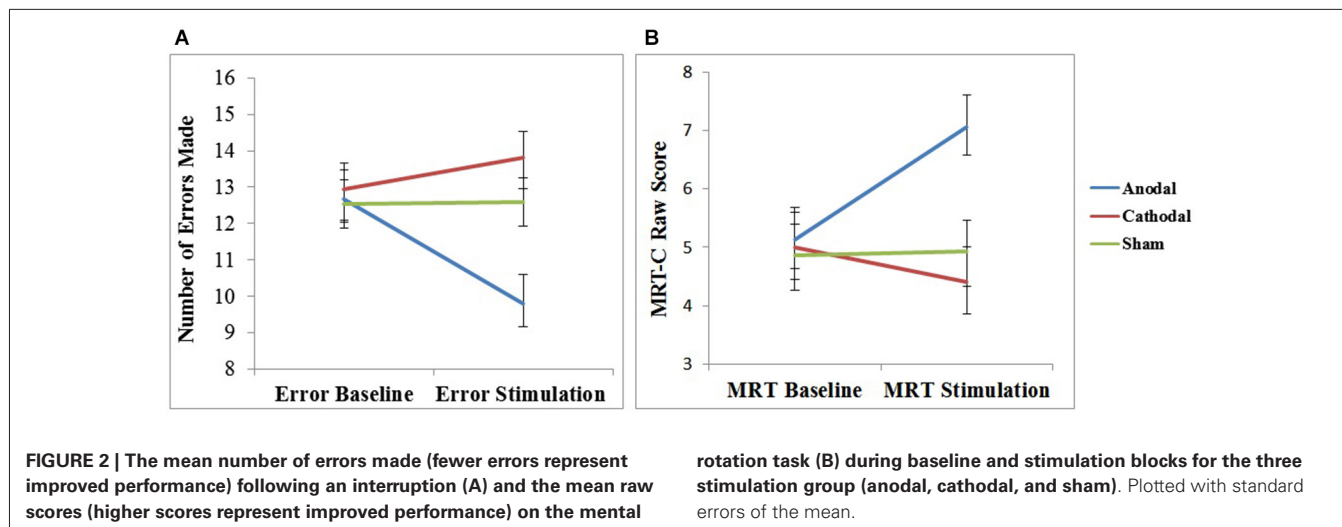 A
16
15
14
13
12
11
10
9
8
Number of Errors Made
Error Baseline Error Stimulation
B
8
7
6
5
4
3
MRT-C Raw Score
MRT Baseline MRT Stimulation
Anodal
Cathodal
Sham
FIGURE 2 | The mean number of errors made (fewer errors represent
improved performance) following an interruption (A) and the mean raw
scores (higher scores represent improved performance) on the mental
rotation task (B) during baseline and stimulation blocks for the three
stimulation group (anodal, cathodal, and sham). Plotted with standard
errors of the mean.